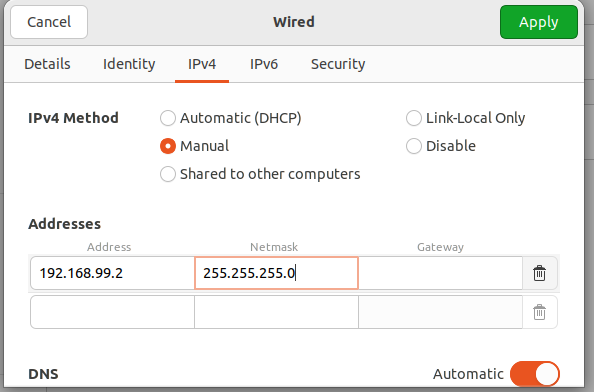 Cancel Wired Apply
Details Identity IPv4 IPv6 Security
IPv4 Method Automatic (DHCP) Link-Local Only
Manual Disable
Shared to other computers
Addresses
Address Netmask Gateway
192.168.99.2 255.255.255.0
DNS Automatic